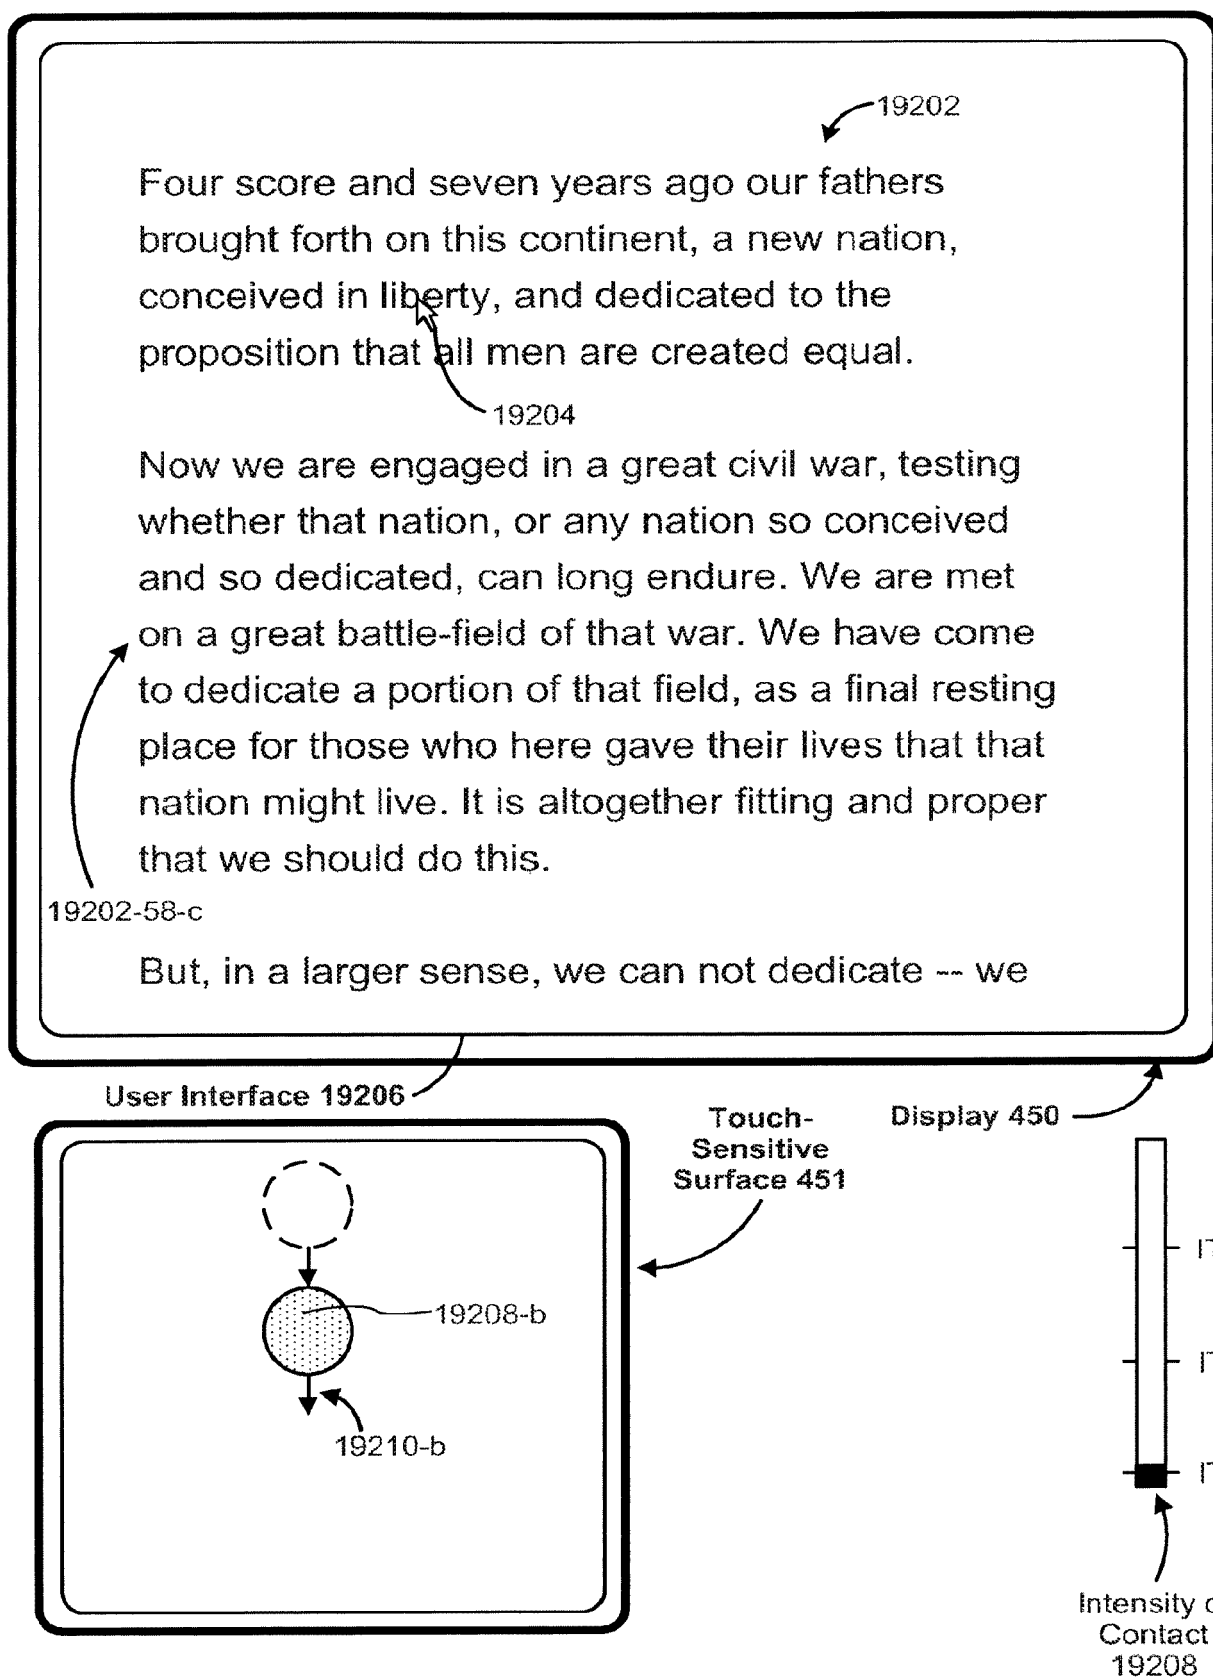 19202
Four score and seven years ago our fathers
brought forth on this continent, a new nation,
conceived in liberty, and dedicated to the
proposition that all men are created equal.
19204
Now we are engaged in a great civil war, testing
whether that nation, or any nation so conceived
and so dedicated, can long endure. We are met
on a great battle-field of that war. We have come
to dedicate a portion of that field, as a final resting
place for those who here gave their lives that that
nation might live. It is altogether fitting and proper
that we should do this.
19202-58-c
But, in a larger sense, we can not dedicate -- we
User Interface 19206
Display 450
Touch-
Sensitive
Surface 451
19208-b
19210-b
Intensity
Contact
19208